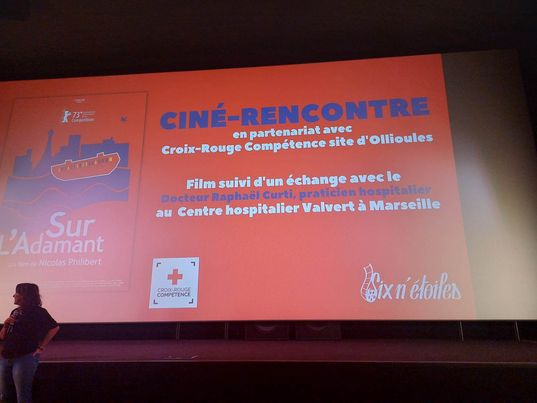 CINÉ-RENCONTRE
en partenariat avec
Croix-Rouge Compétence site d'Ollioules
Film suivi d'un échange avec le
Docteur Raphaël Curti, praticien hospitalier
au Centre hospitalier Valvert à Marseille
73
Sur
L'Adamant
un film de Nicolas Philibert
CROIX-ROUGE
COMPÉTENCE
Six n'étoiles